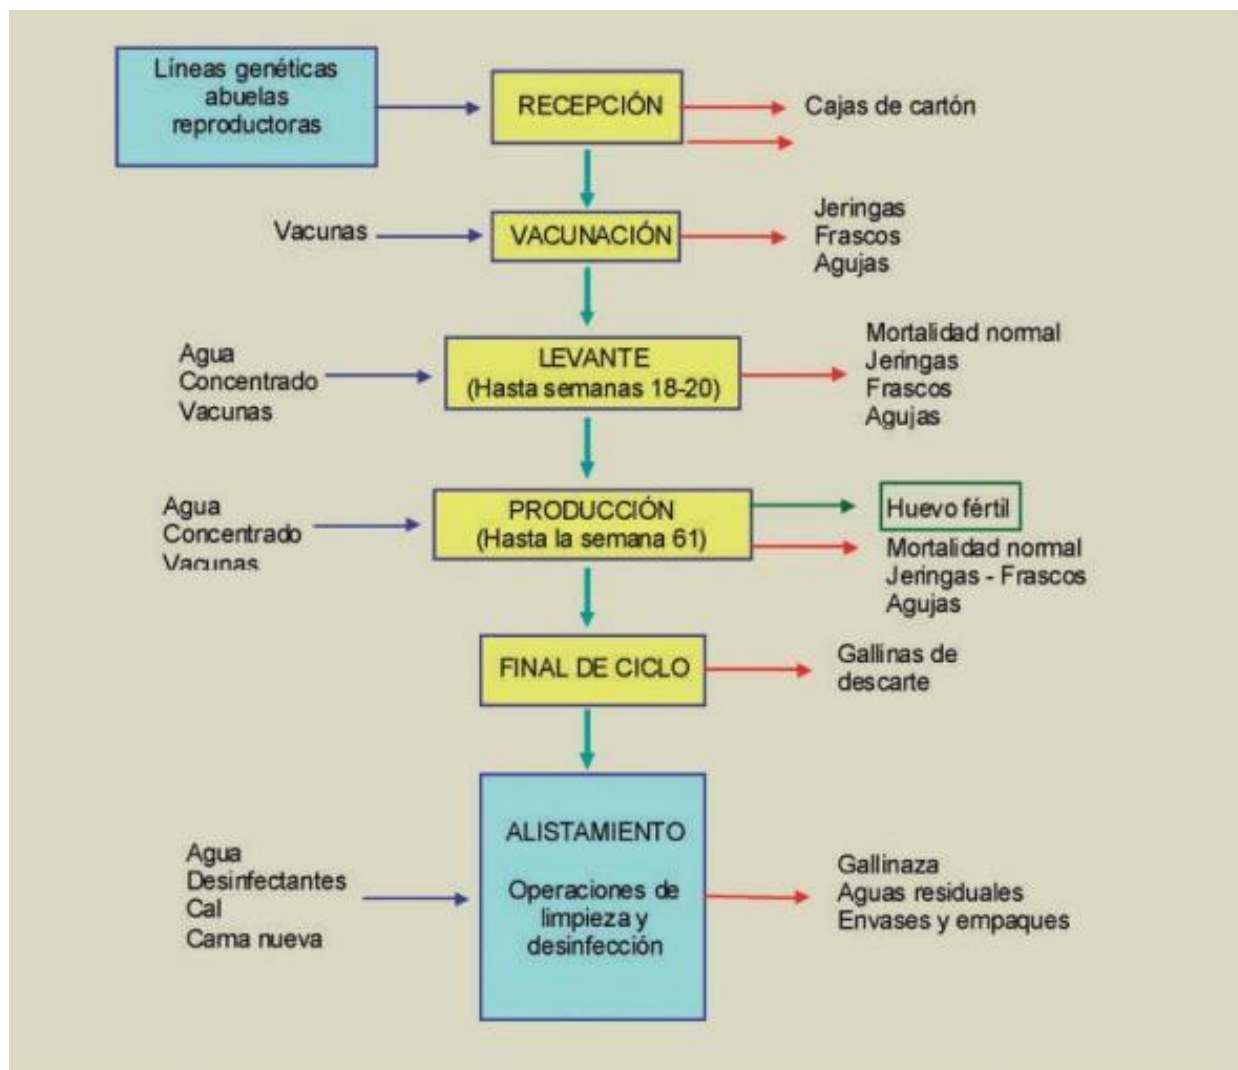 Líneas genéticas
abuelas
reproductoras
RECEPCIÓN
Cajas de cartón
Vacunas
VACUNACIÓN
Jeringas
Frascos
Agujas
Agua
Concentrado
Vacunas
LEVANTE
(Hasta semanas 18-20)
Mortalidad normal
Jeringas
Frascos
Agujas
Agua
Concentrado
Vacunas
PRODUCCIÓN
(Hasta la semana 61)
Huevo fértil
Mortalidad normal
Jeringas - Frascos
Agujas
FINAL DE CICLO
Gallinas de
descarte
Agua
Desinfectantes
Cal
Cama nueva
ALISTAMIENTO
Operaciones de
limpieza y
desinfección
Gallinaza
Aguas residuales
Envases y empaques